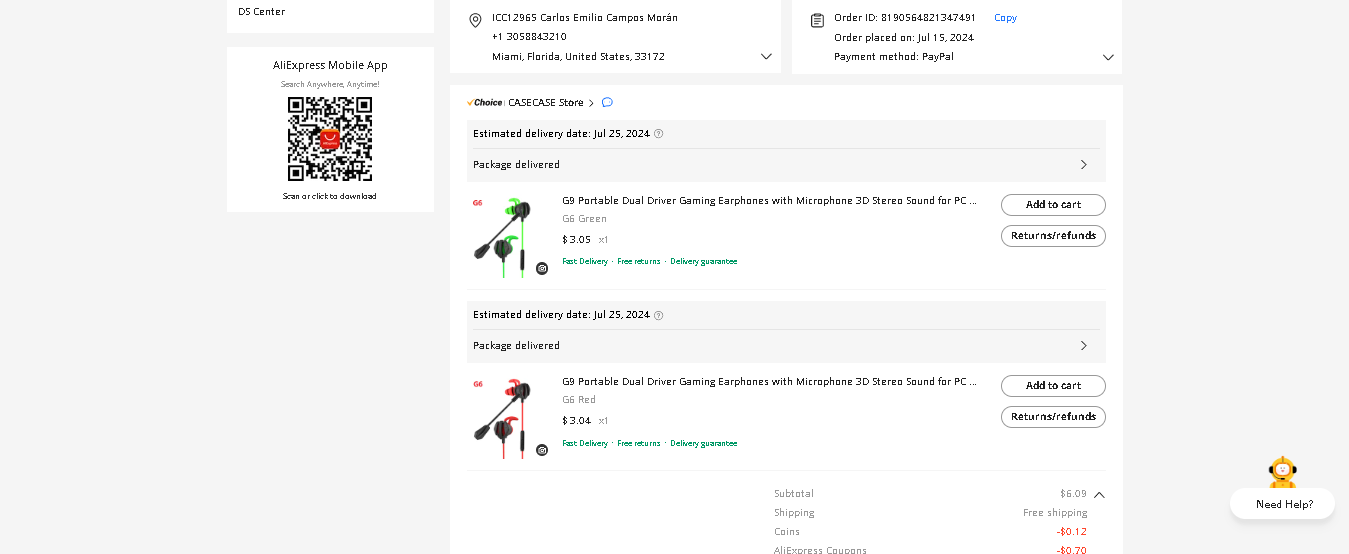 DS Center
AliExpress Mobile App
Search Anywhere, Anytime!
Scan or click to download
ICC12965 Carlos Emilio Campos Morán
+1 3058843210
Miami, Florida, United States, 33172
Order ID: 8190564821347491 Copy
Order placed on: Jul 15, 2024
Payment method: PayPal
Choice CASECASE Store
Estimated delivery date: Jul 25, 2024
Package delivered
G6
G9 Portable Dual Driver Gaming Earphones with Microphone 3D Stereo Sound for PC ...
G6 Green
$3.05 x1
Fast Delivery · Free returns · Delivery guarantee
Add to cart
Returns/refunds
Estimated delivery date: Jul 25, 2024
Package delivered
G6
G9 Portable Dual Driver Gaming Earphones with Microphone 3D Stereo Sound for PC ...
G6 Red
$3.04 x1
Fast Delivery · Free returns · Delivery guarantee
Add to cart
Returns/refunds
Subtotal $6.09
Shipping Free shipping
Coins -$0.12
AliExpress Coupons -$0.70
Need Help?